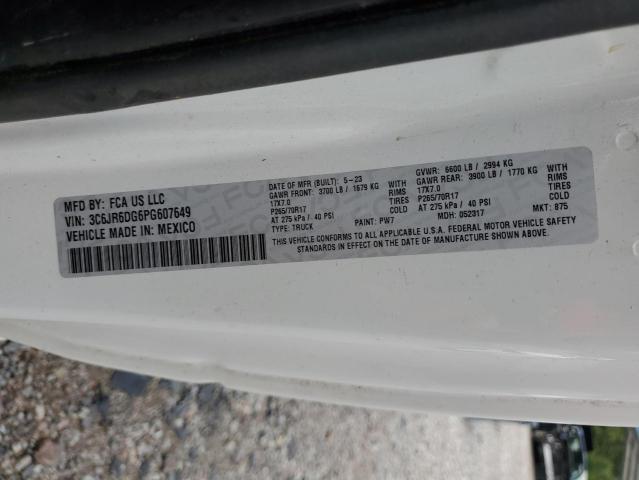 MFD BY: FCA US LLC
VIN: 3C6JR6DG6PG607649
VEHICLE MADE IN: MEXICO
DATE OF MFR (BUILT): 5-23 GVWR: 6600 LB / 2994 KG
GAWR FRONT: 3700 LB / 1679 KG WITH GAWR REAR: 3900 LB / 1770 KG WITH
17X7.0 RIMS 17X7.0 RIMS
P265/70R17 TIRES P265/70R17 TIRES
AT 275 kPa / 40 PSI COLD AT 275 kPa / 40 PSI COLD
TYPE: TRUCK PAINT: PW7 MDH: 052317 MKT: 875
THIS VEHICLE CONFORMS TO ALL APPLICABLE U.S.A. FEDERAL MOTOR VEHICLE SAFETY
STANDARDS IN EFFECT ON THE DATE OF MANUFACTURE SHOWN ABOVE.